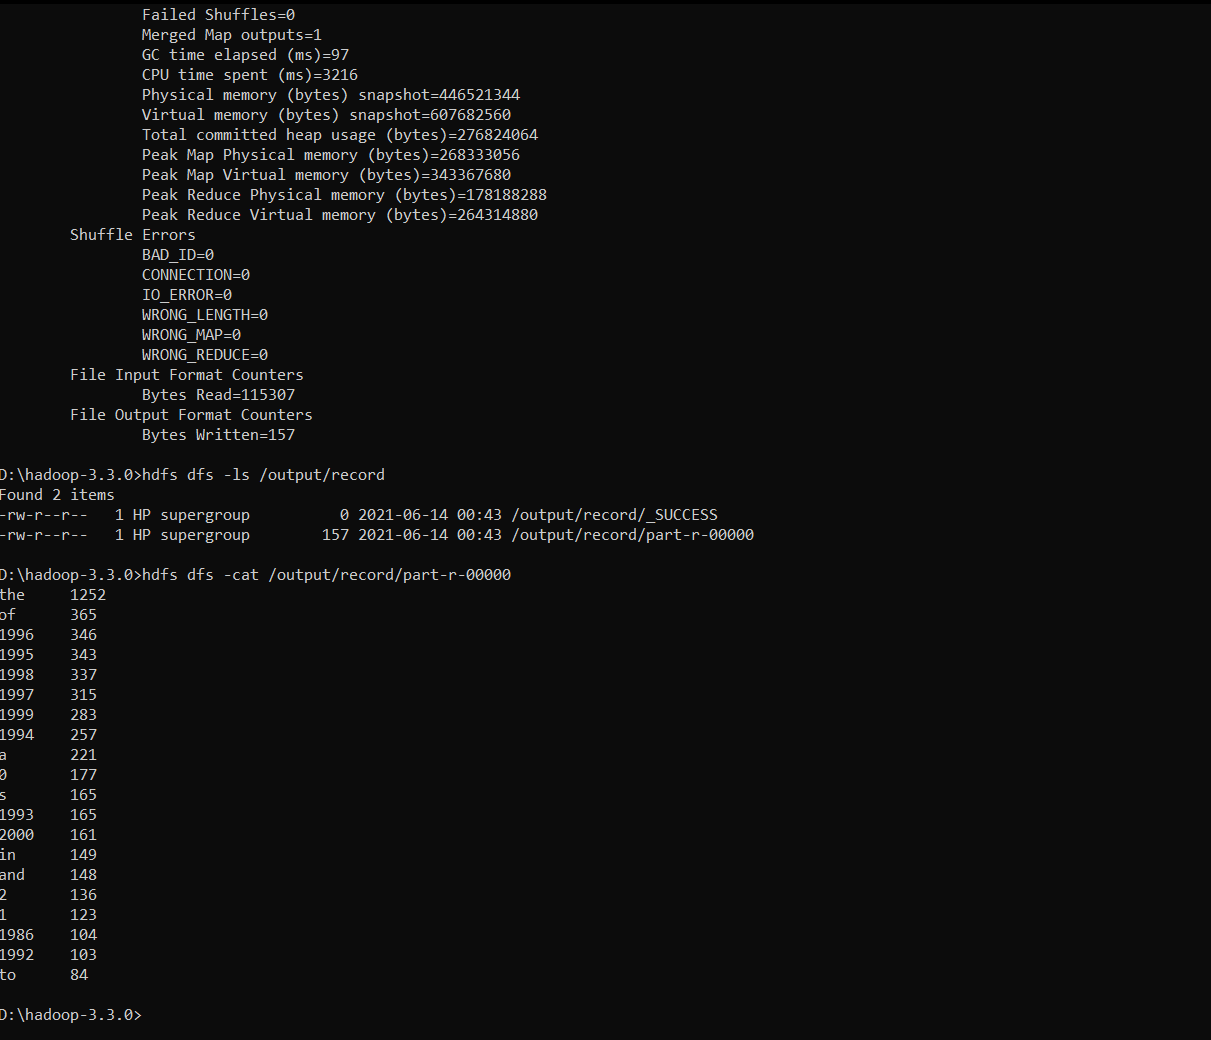 Failed Shuffles=0
Merged Map outputs=1
GC time elapsed (ms)=97
CPU time spent (ms)=3216
Physical memory (bytes) snapshot=446521344
Virtual memory (bytes) snapshot=607682560
Total committed heap usage (bytes)=276824064
Peak Map Physical memory (bytes)=268333056
Peak Map Virtual memory (bytes)=343367680
Peak Reduce Physical memory (bytes)=178188288
Peak Reduce Virtual memory (bytes)=264314880
Shuffle Errors
BAD_ID=0
CONNECTION=0
IO_ERROR=0
WRONG_LENGTH=0
WRONG_MAP=0
WRONG_REDUCE=0
File Input Format Counters
Bytes Read=115307
File Output Format Counters
Bytes Written=157
D:\hadoop-3.3.0>hdfs dfs -ls /output/record
Found 2 items
-rw-r--r--   1 HP supergroup          0 2021-06-14 00:43 /output/record/_SUCCESS
-rw-r--r--   1 HP supergroup        157 2021-06-14 00:43 /output/record/part-r-00000
D:\hadoop-3.3.0>hdfs dfs -cat /output/record/part-r-00000
the     1252
of      365
1996    346
1995    343
1998    337
1997    315
1999    283
1994    257
a       221
0       177
s       165
1993    165
2000    161
in      149
and     148
2       136
1       123
1986    104
1992    103
to      84
D:\hadoop-3.3.0>